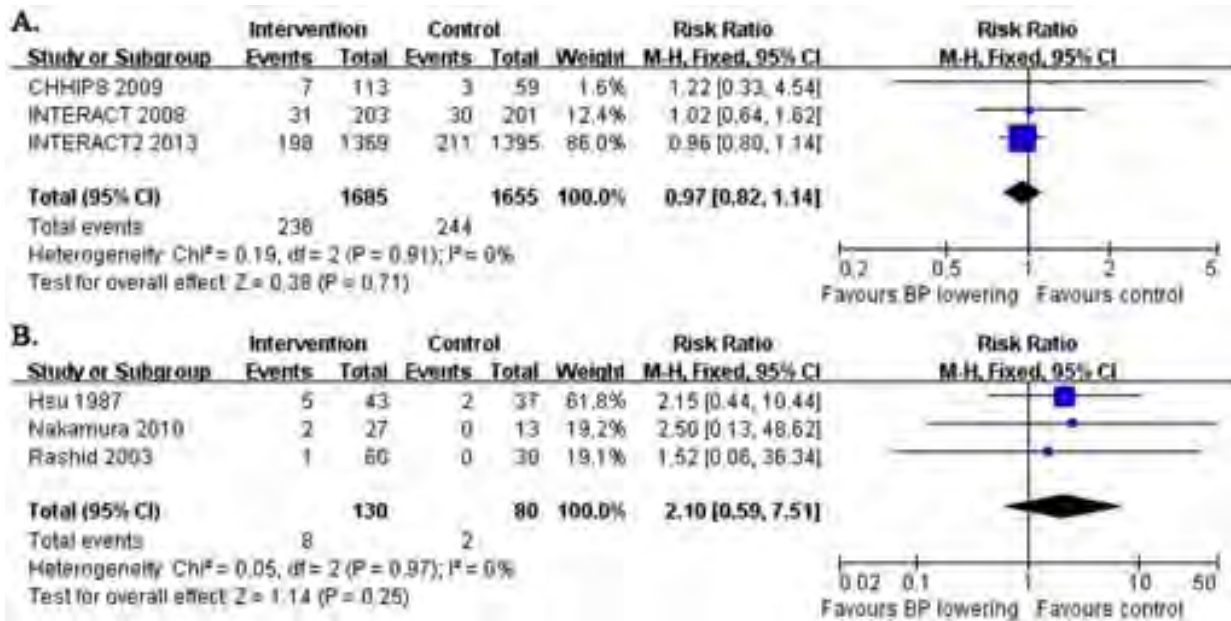 A.
Intervention Control Risk Ratio Risk Ratio
Study or Subgroup Events Total Events Total Weight M-H, Fixed, 95% CI M-H, Fixed, 95% CI
CHHIPS 2009 7 113 3 59 1.6% 1.22 [0.33, 4.54]
INTERACT 2008 31 203 30 201 12.4% 1.02 [0.64, 1.62]
INTERACT2 2013 198 1369 211 1395 86.0% 0.96 [0.80, 1.14]
Total (95% CI) 1685 1655 100.0% 0.97 [0.82, 1.14]
Total events 236 244
Heterogeneity: Chi² = 0.19, df = 2 (P = 0.91); I² = 0%
Test for overall effect: Z = 0.38 (P = 0.71)
0.2 0.5 1 2 5
Favours BP lowering Favours control
B.
Intervention Control Risk Ratio Risk Ratio
Study or Subgroup Events Total Events Total Weight M-H, Fixed, 95% CI M-H, Fixed, 95% CI
Hsu 1987 5 43 2 37 61.8% 2.15 [0.44, 10.44]
Nakamura 2010 2 27 0 13 19.2% 2.50 [0.13, 48.62]
Rashid 2003 1 60 0 30 19.1% 1.52 [0.06, 36.34]
Total (95% CI) 130 80 100.0% 2.10 [0.59, 7.51]
Total events 8 2
Heterogeneity: Chi² = 0.05, df = 2 (P = 0.97); I² = 0%
Test for overall effect: Z = 1.14 (P = 0.25)
0.02 0.1 1 10 50
Favours BP lowering Favours control